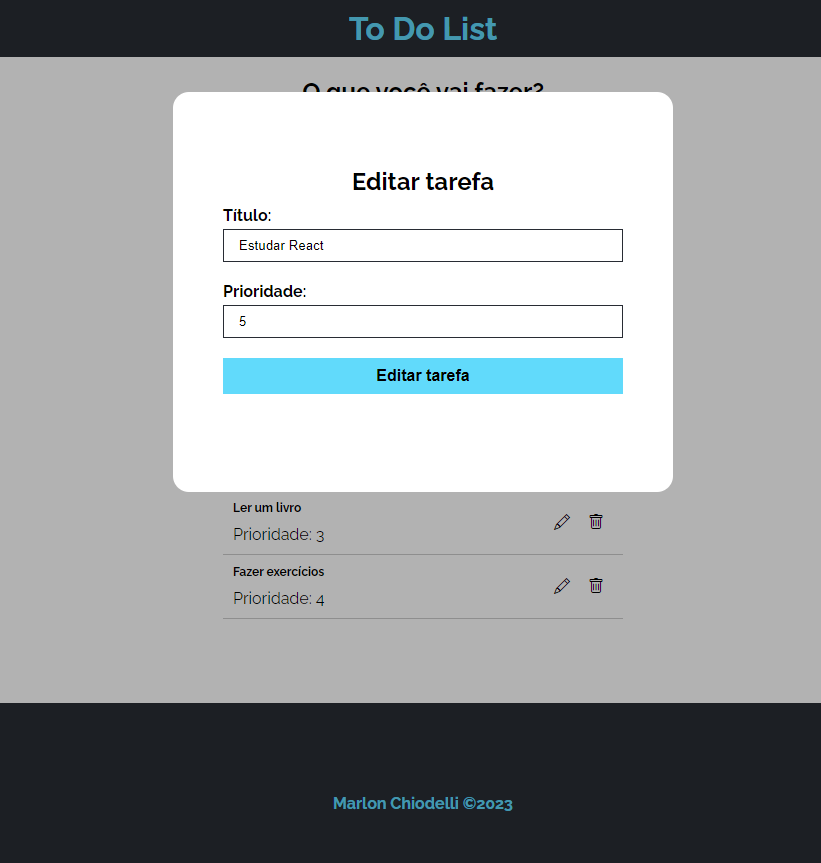 To Do List
O que você vai fazer?
Editar tarefa
Título:
Estudar React
Prioridade:
5
Editar tarefa
Ler um livro
Prioridade: 3
Fazer exercícios
Prioridade: 4
Marlon Chiodelli ©2023